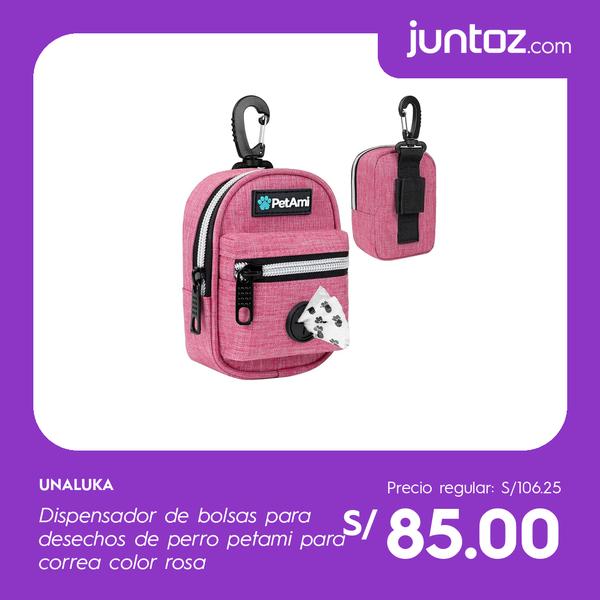 juntoz.com
PetAmi
UNALUKA
Precio regular: S/106.25
Dispensador de bolsas para
desechos de perro petami para
correa color rosa
S/ 85.00